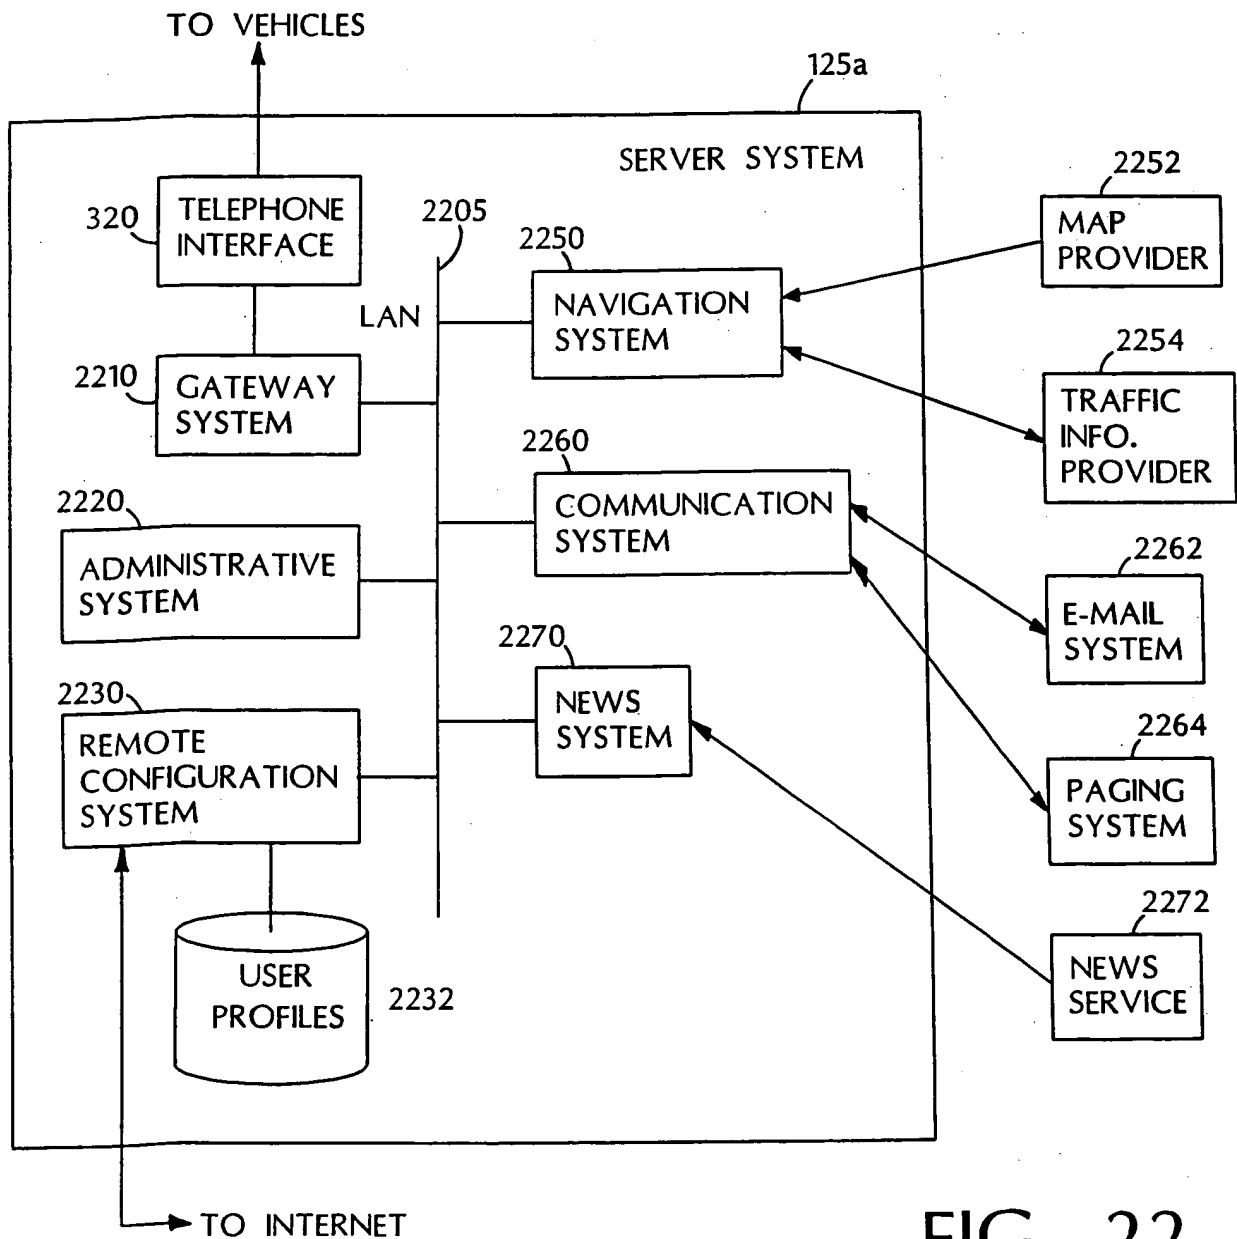 TO VEHICLES
125a
SERVER SYSTEM
320
TELEPHONE
INTERFACE
2205
LAN
2210
GATEWAY
SYSTEM
2220
ADMINISTRATIVE
SYSTEM
2230
REMOTE
CONFIGURATION
SYSTEM
USER
PROFILES
2232
TO INTERNET
2250
NAVIGATION
SYSTEM
2260
COMMUNICATION
SYSTEM
2270
NEWS
SYSTEM
2252
MAP
PROVIDER
2254
TRAFFIC
INFO.
PROVIDER
2262
E-MAIL
SYSTEM
2264
PAGING
SYSTEM
2272
NEWS
SERVICE
FIG. 22